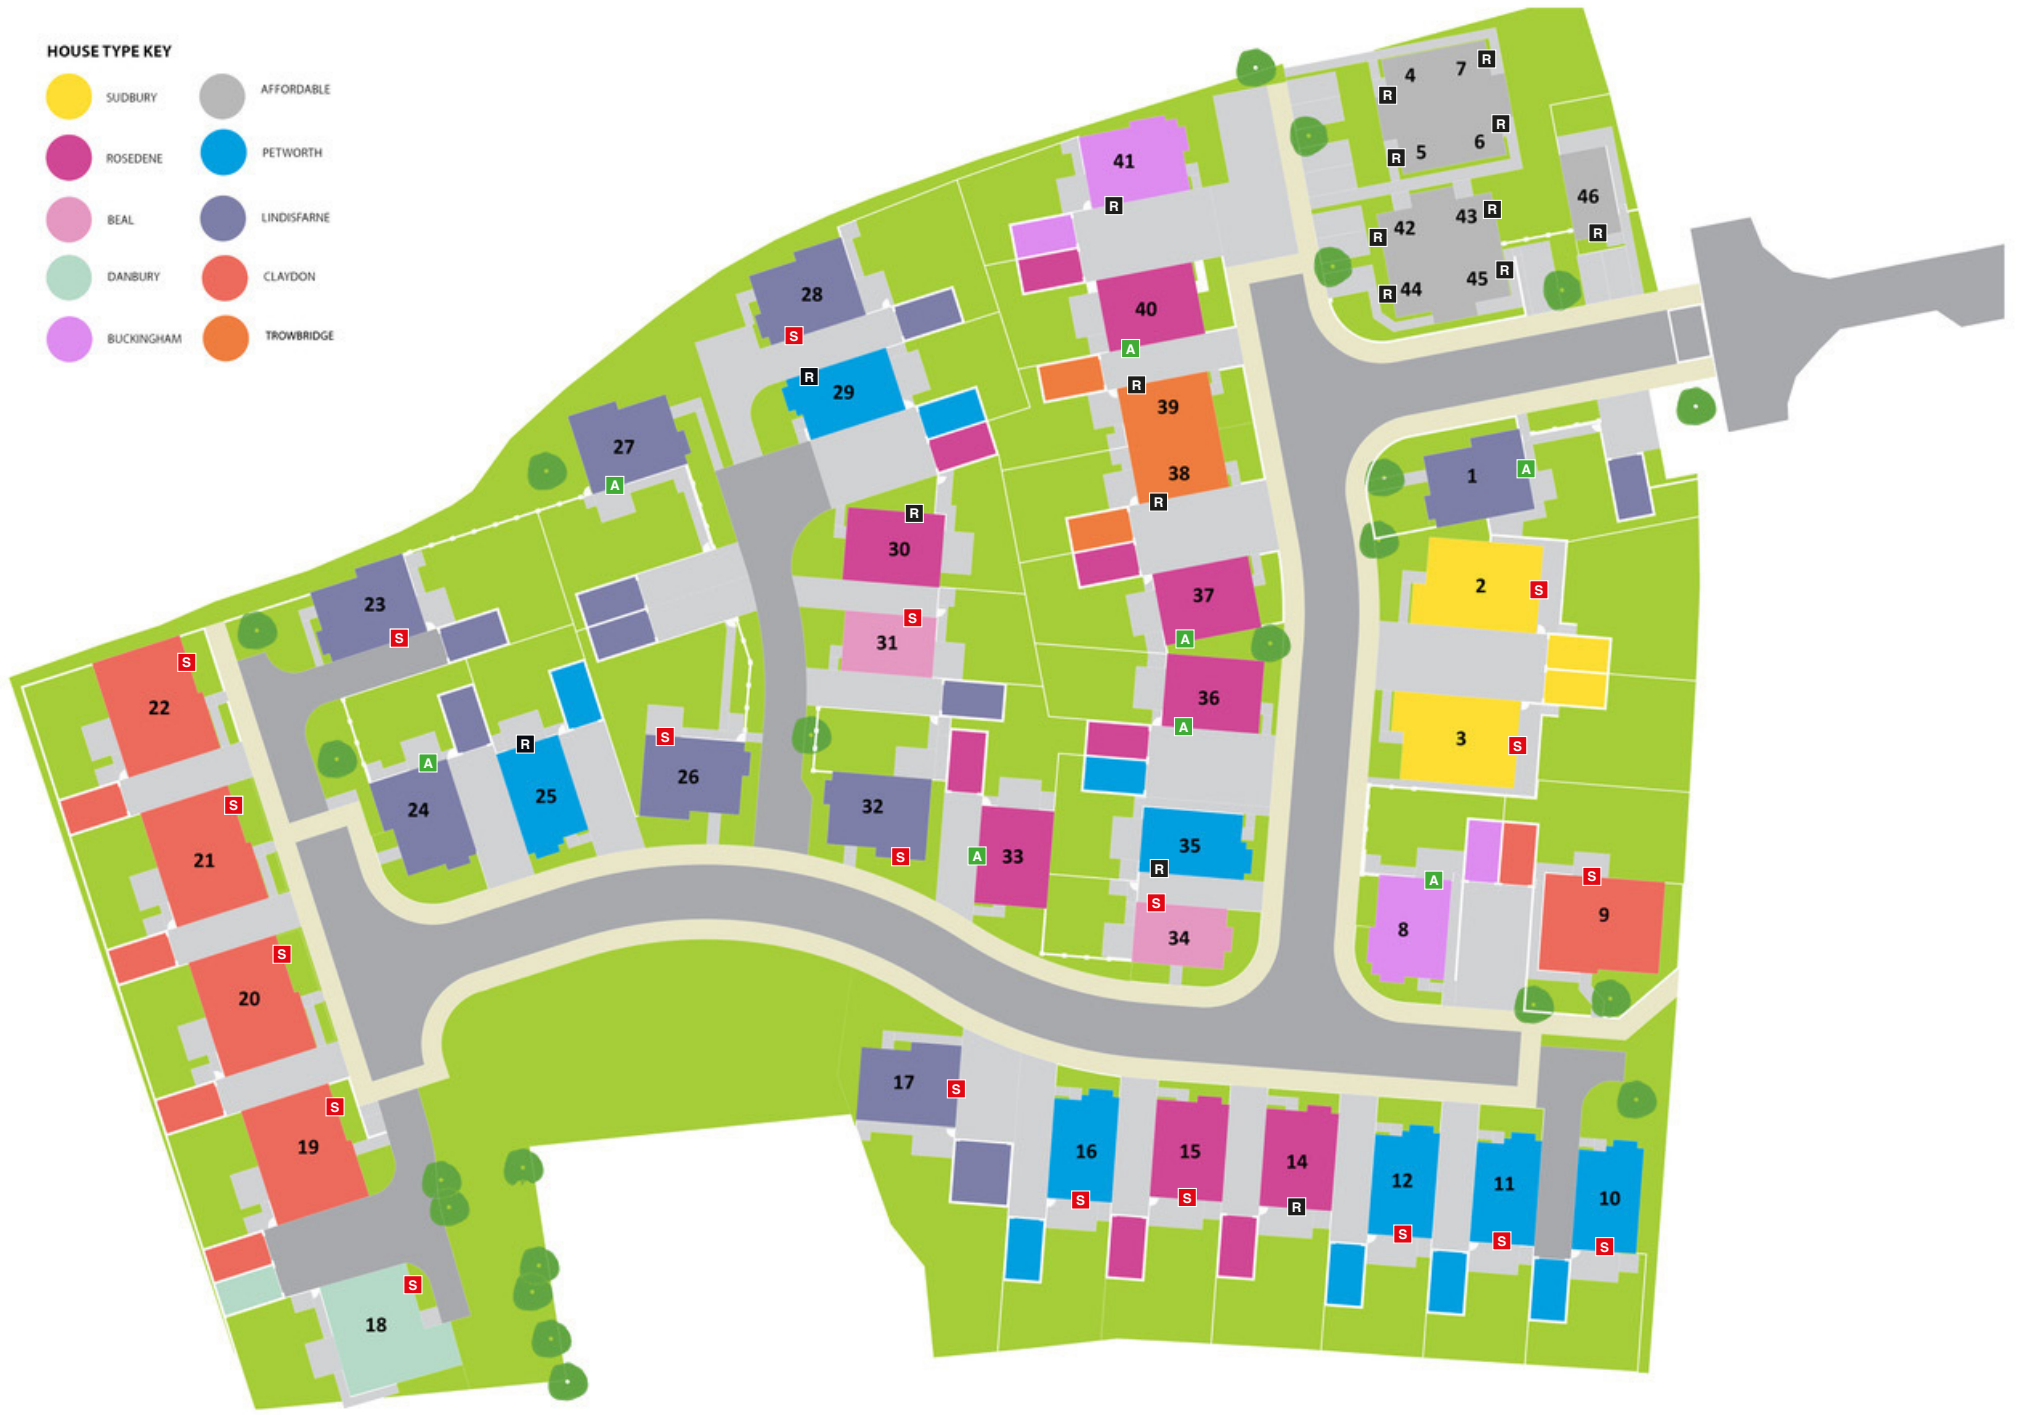 HOUSE TYPE KEY
SUDBURY
AFFORDABLE
ROSEDENE
PETWORTH
BEAL
LINDISFARNE
DANBURY
CLAYDON
BUCKINGHAM
TROWBRIDGE
4
7
R
R
R
5
6
R
41
R
46
R
42
43
R
R
44
45
R
R
28
S
40
A
29
R
R
39
38
R
27
A
1
A
30
R
2
S
23
S
31
S
37
A
22
S
36
A
3
S
24
A
25
R
26
S
32
S
33
A
35
R
21
S
34
S
8
A
9
S
20
S
17
S
19
S
16
S
15
S
14
R
12
S
11
S
10
S
18
S